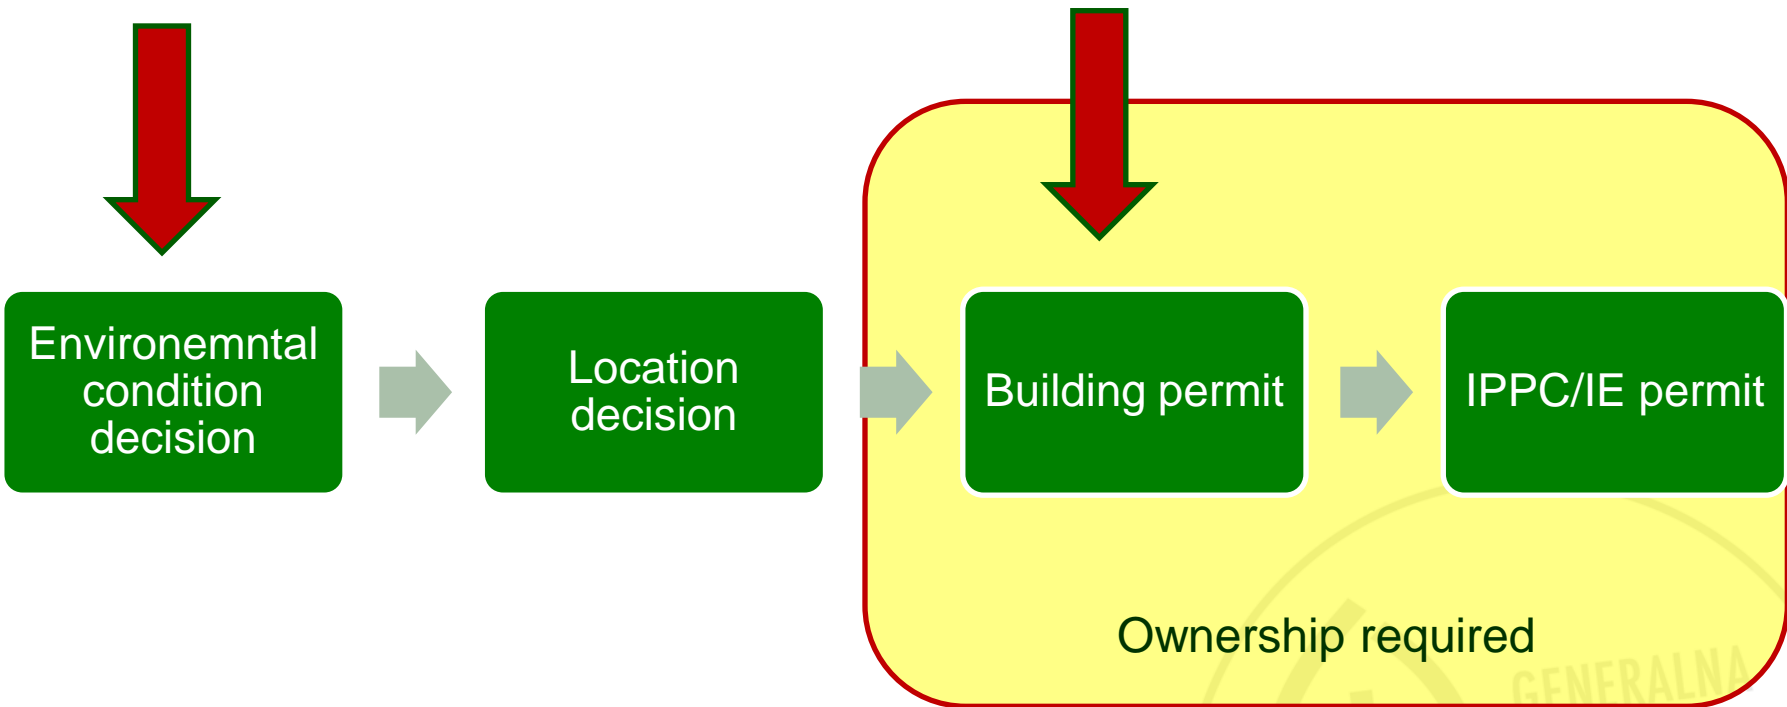 Environemntal
condition
decision
Location
decision
Building permit
IPPC/IE permit
Ownership required
GENERALNA